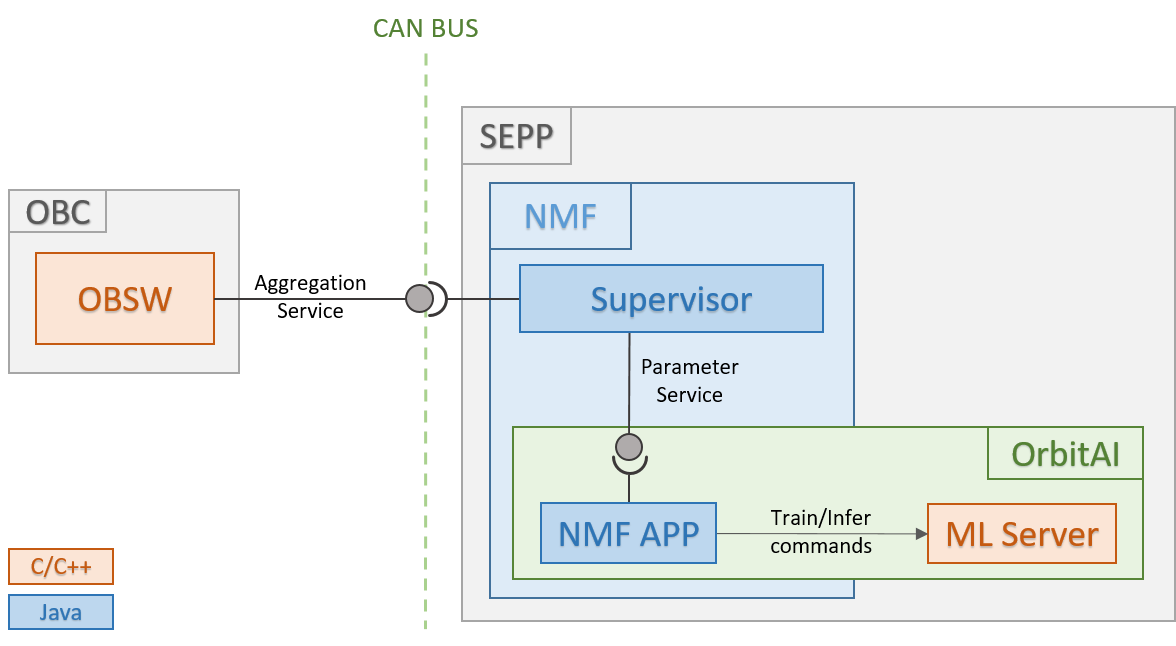 CAN BUS
SEPP
OBC
NMF
OBSW
Aggregation
Service
Supervisor
Parameter
Service
OrbitAI
NMF APP
Train/Infer
commands
ML Server
C/C++
Java